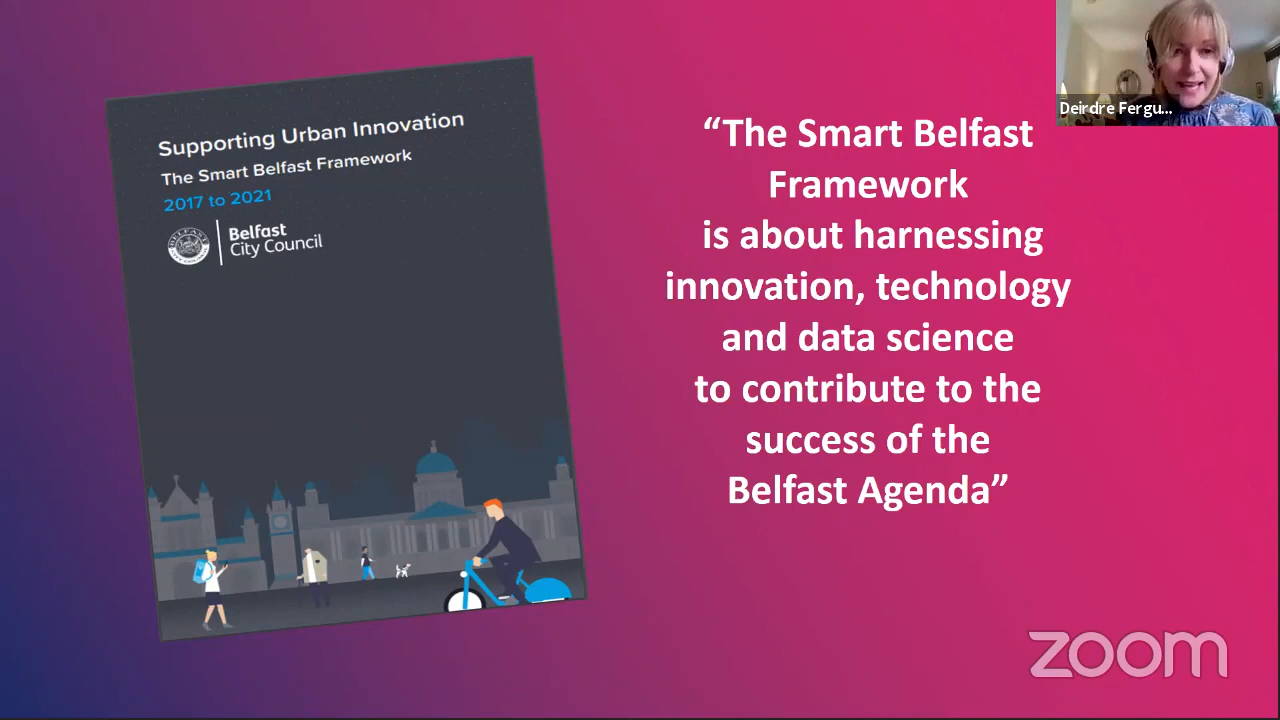 Supporting Urban Innovation
The Smart Belfast Framework
2017 to 2021
Belfast
City Council
“The Smart Belfast
Framework
is about harnessing
innovation, technology
and data science
to contribute to the
success of the
Belfast Agenda”
Deirdre Fergu...
zoom